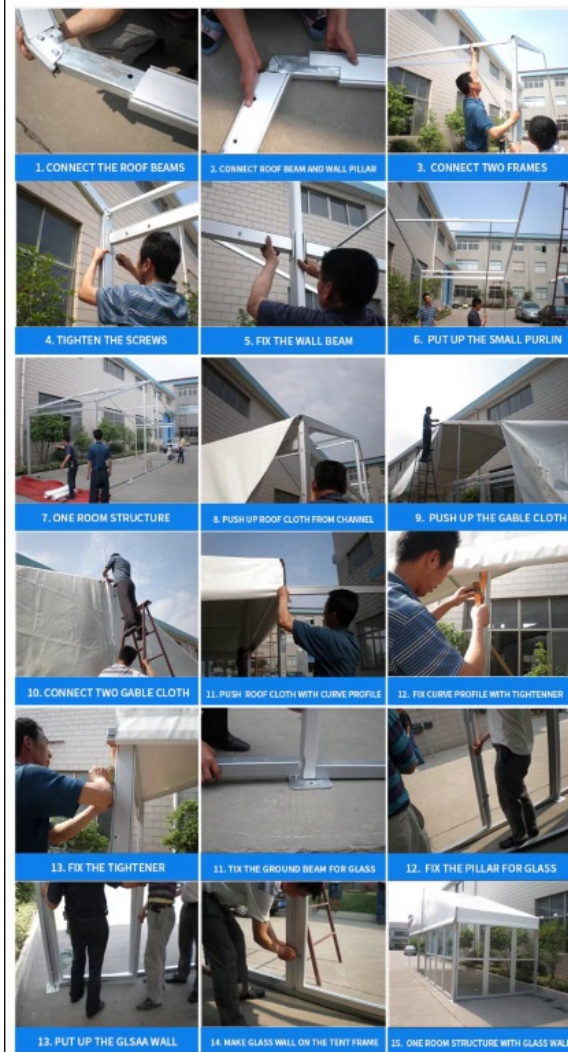 1. CONNECT THE ROOF BEAMS
2. CONNECT ROOF BEAM AND WALL PILLAR
3. CONNECT TWO FRAMES
4. TIGHTEN THE SCREWS
5. FIX THE WALL BEAM
6. PUT UP THE SMALL PURLIN
7. ONE ROOM STRUCTURE
8. PUSH UP ROOF CLOTH FROM CHANNEL
9. PUSH UP THE GABLE CLOTH
10. CONNECT TWO GABLE CLOTH
11. PUSH ROOF CLOTH WITH CURVE PROFILE
12. FIX CURVE PROFILE WITH TIGHTENNER
13. FIX THE TIGHTENER
11. TIX THE GROUND BEAM FOR GLASS
12. FIX THE PILLAR FOR GLASS
13. PUT UP THE GLSAA WALL
14. MAKE GLASS WALL ON THE TENT FRAME
15. ONE ROOM STRUCTURE WITH GLASS WALL